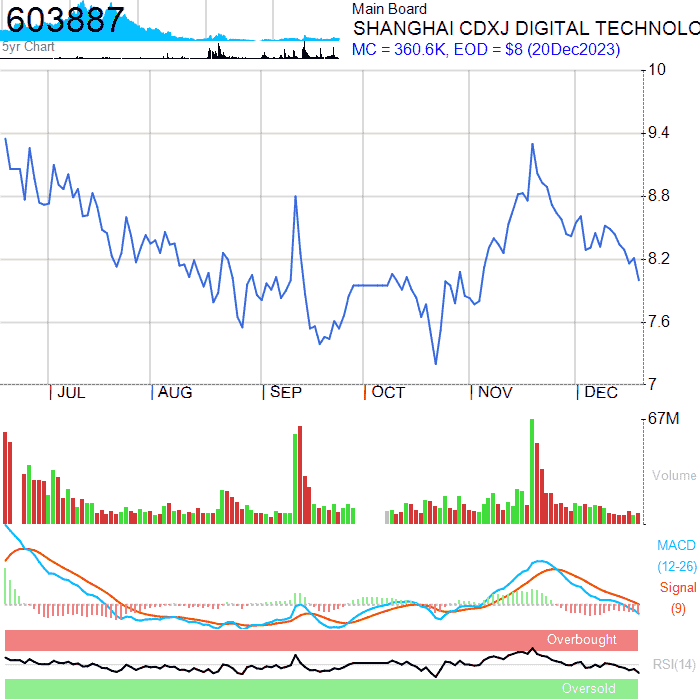 603887
5yr Chart
Main Board
SHANGHAI CDXJ DIGITAL TECHNOLO
MC = 360.6K, EOD = $8 (20Dec2023)
10
9.4
8.8
8.2
7.6
7
JUL
AUG
SEP
OCT
NOV
DEC
67M
Volume
MACD
(12-26)
Signal
(9)
Overbought
RSI(14)
Oversold